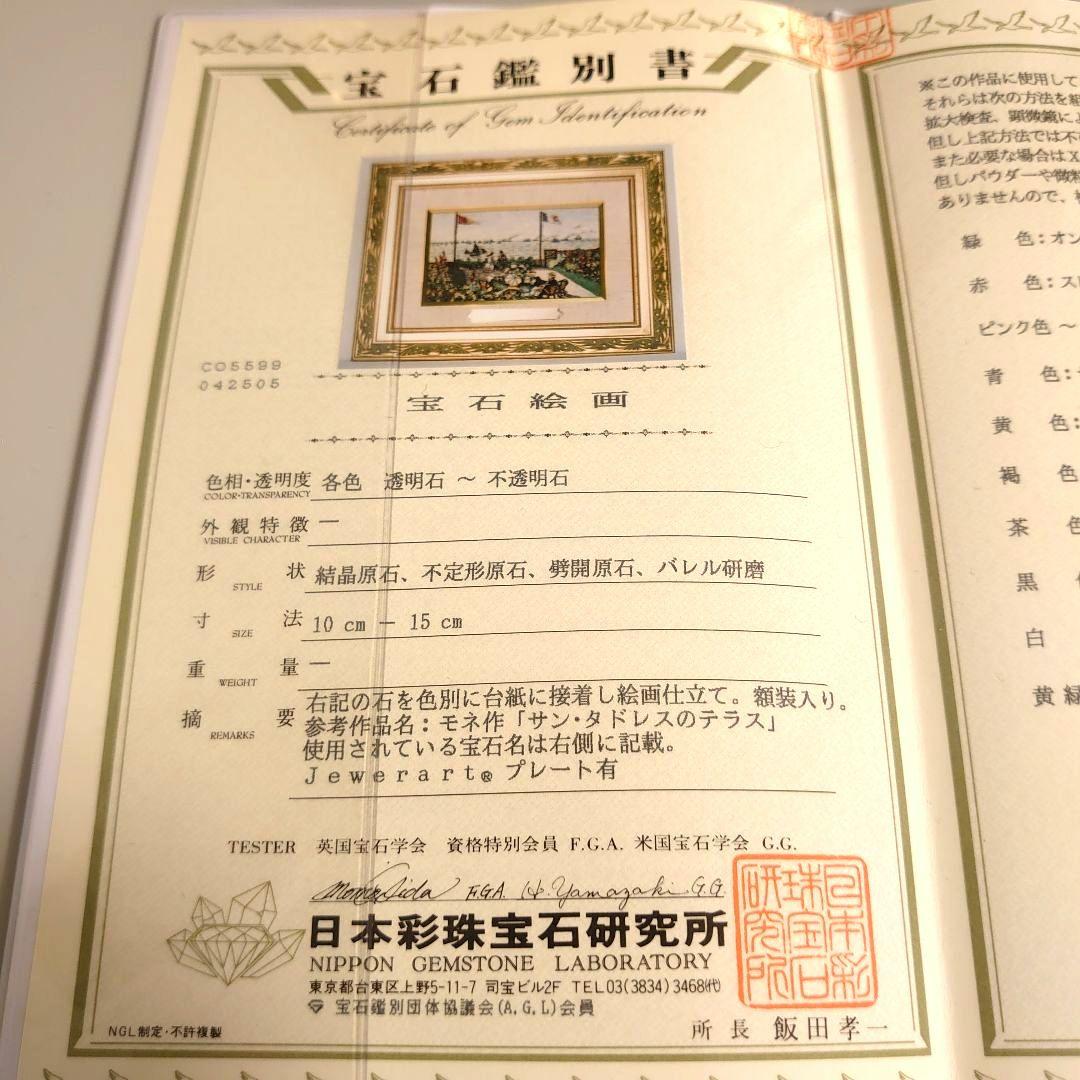 宝石鑑別書
Certificate of Gem Identification
CO5599
042505
宝石絵画
色相・透明度 各色 透明石 ～ 不透明石
COLOR・TRANSPARENCY
外観特徴 ー
VISIBLE CHARACTER
形状 結晶原石、不定形原石、劈開原石、バレル研磨
STYLE
寸法 10 cm － 15 cm
SIZE
重量 ー
WEIGHT
摘要 右記の石を色別に台紙に接着し絵画仕立て。額装入り。
REMARKS 参考作品名：モネ作「サン・タドレスのテラス」
使用されている宝石名は右側に記載。
Jewerart® プレート有
TESTER 英国宝石学会 資格特別会員 F.G.A. 米国宝石学会 G.G.
F.G.A. H. Yamazaki G.G.
日本彩珠宝石研究所
NIPPON GEMSTONE LABORATORY
東京都台東区上野5-11-7 司宝ビル2F TEL03(3834)3468(代)
宝石鑑別団体協議会(A.G.L)会員
日本彩珠宝石研究所
NGL制定・不許複製
所長 飯田孝一
※この作品に使用して
それらは次の方法を
拡大検査、顕微鏡に
但し上記方法では不
また必要な場合はX
但しパウダーや微粒
ありませんので、
緑色：オン
赤色：ス
ピンク色～
青色：
黄色：
褐色
茶色
黒
白
黄緑